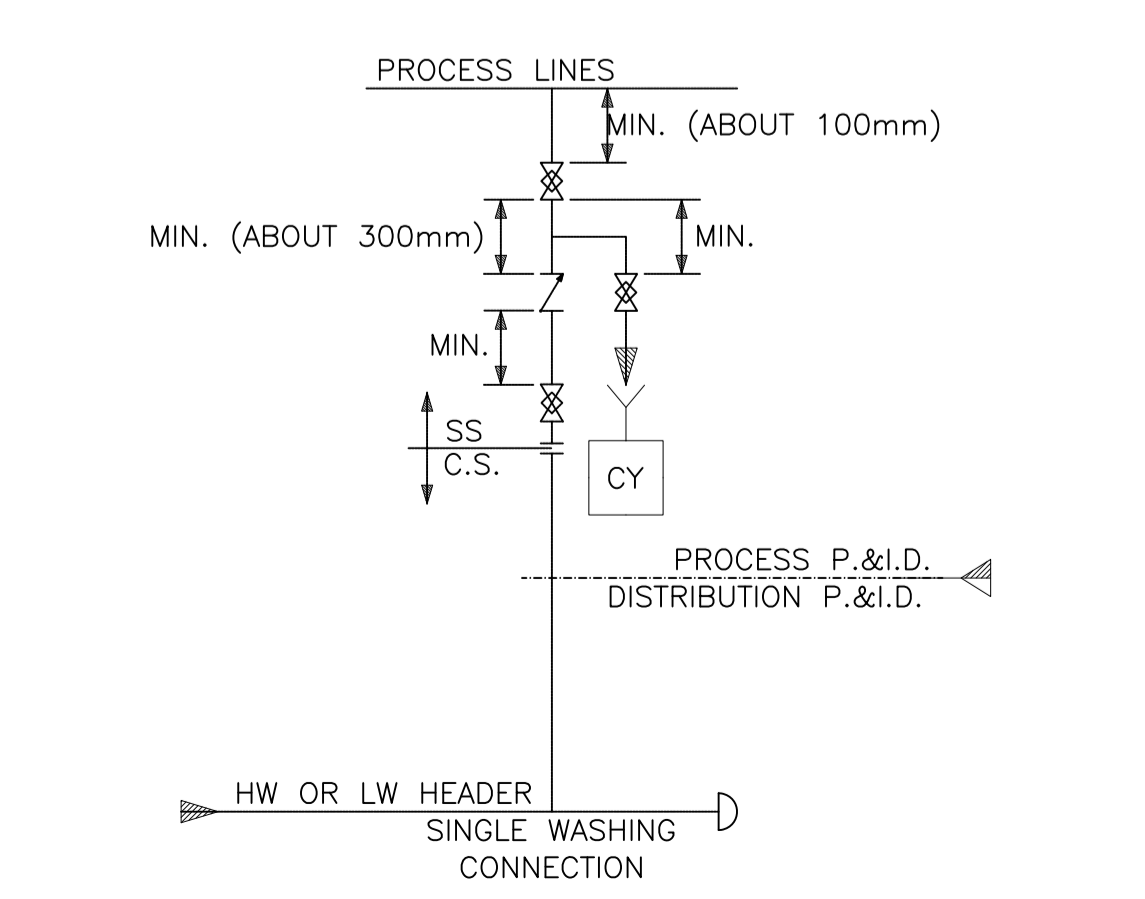 PROCESS LINES
MIN. (ABOUT 100mm)
MIN. (ABOUT 300mm)
MIN.
MIN.
SS
C.S.
CY
PROCESS P.&I.D.
DISTRIBUTION P.&I.D.
HW OR LW HEADER
SINGLE WASHING
CONNECTION